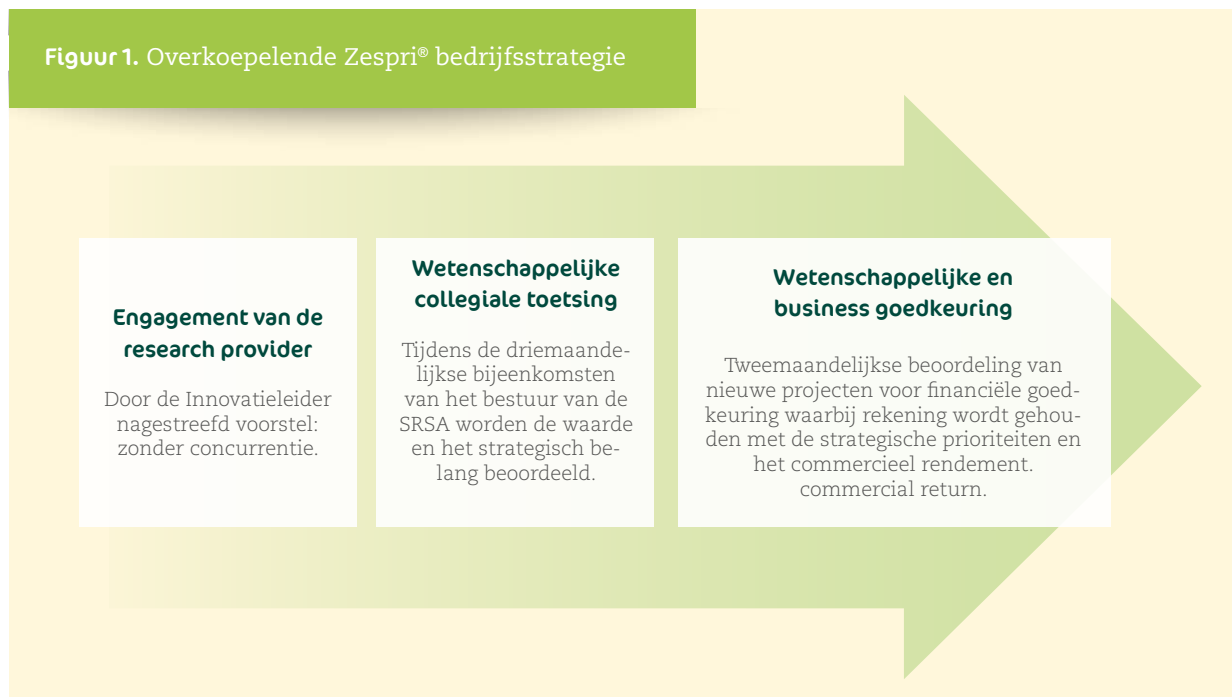 Figuur 1. Overkoepelende Zespri® bedrijfsstrategie
Engagement van de
research provider
Door de Innovatieleider
nagestreefd voorstel:
zonder concurrentie.
Wetenschappelijke
collegiale toetsing
Tijdens de driemaande-
lijkse bijeenkomsten
van het bestuur van de
SRSA worden de waarde
en het strategisch be-
lang beoordeeld.
Wetenschappelijke en
business goedkeuring
Tweemaandelijkse beoordeling van
nieuwe projecten voor financiële goed-
keuring waarbij rekening wordt gehou-
den met de strategische prioriteiten en
het commercieel rendement.
commercial return.